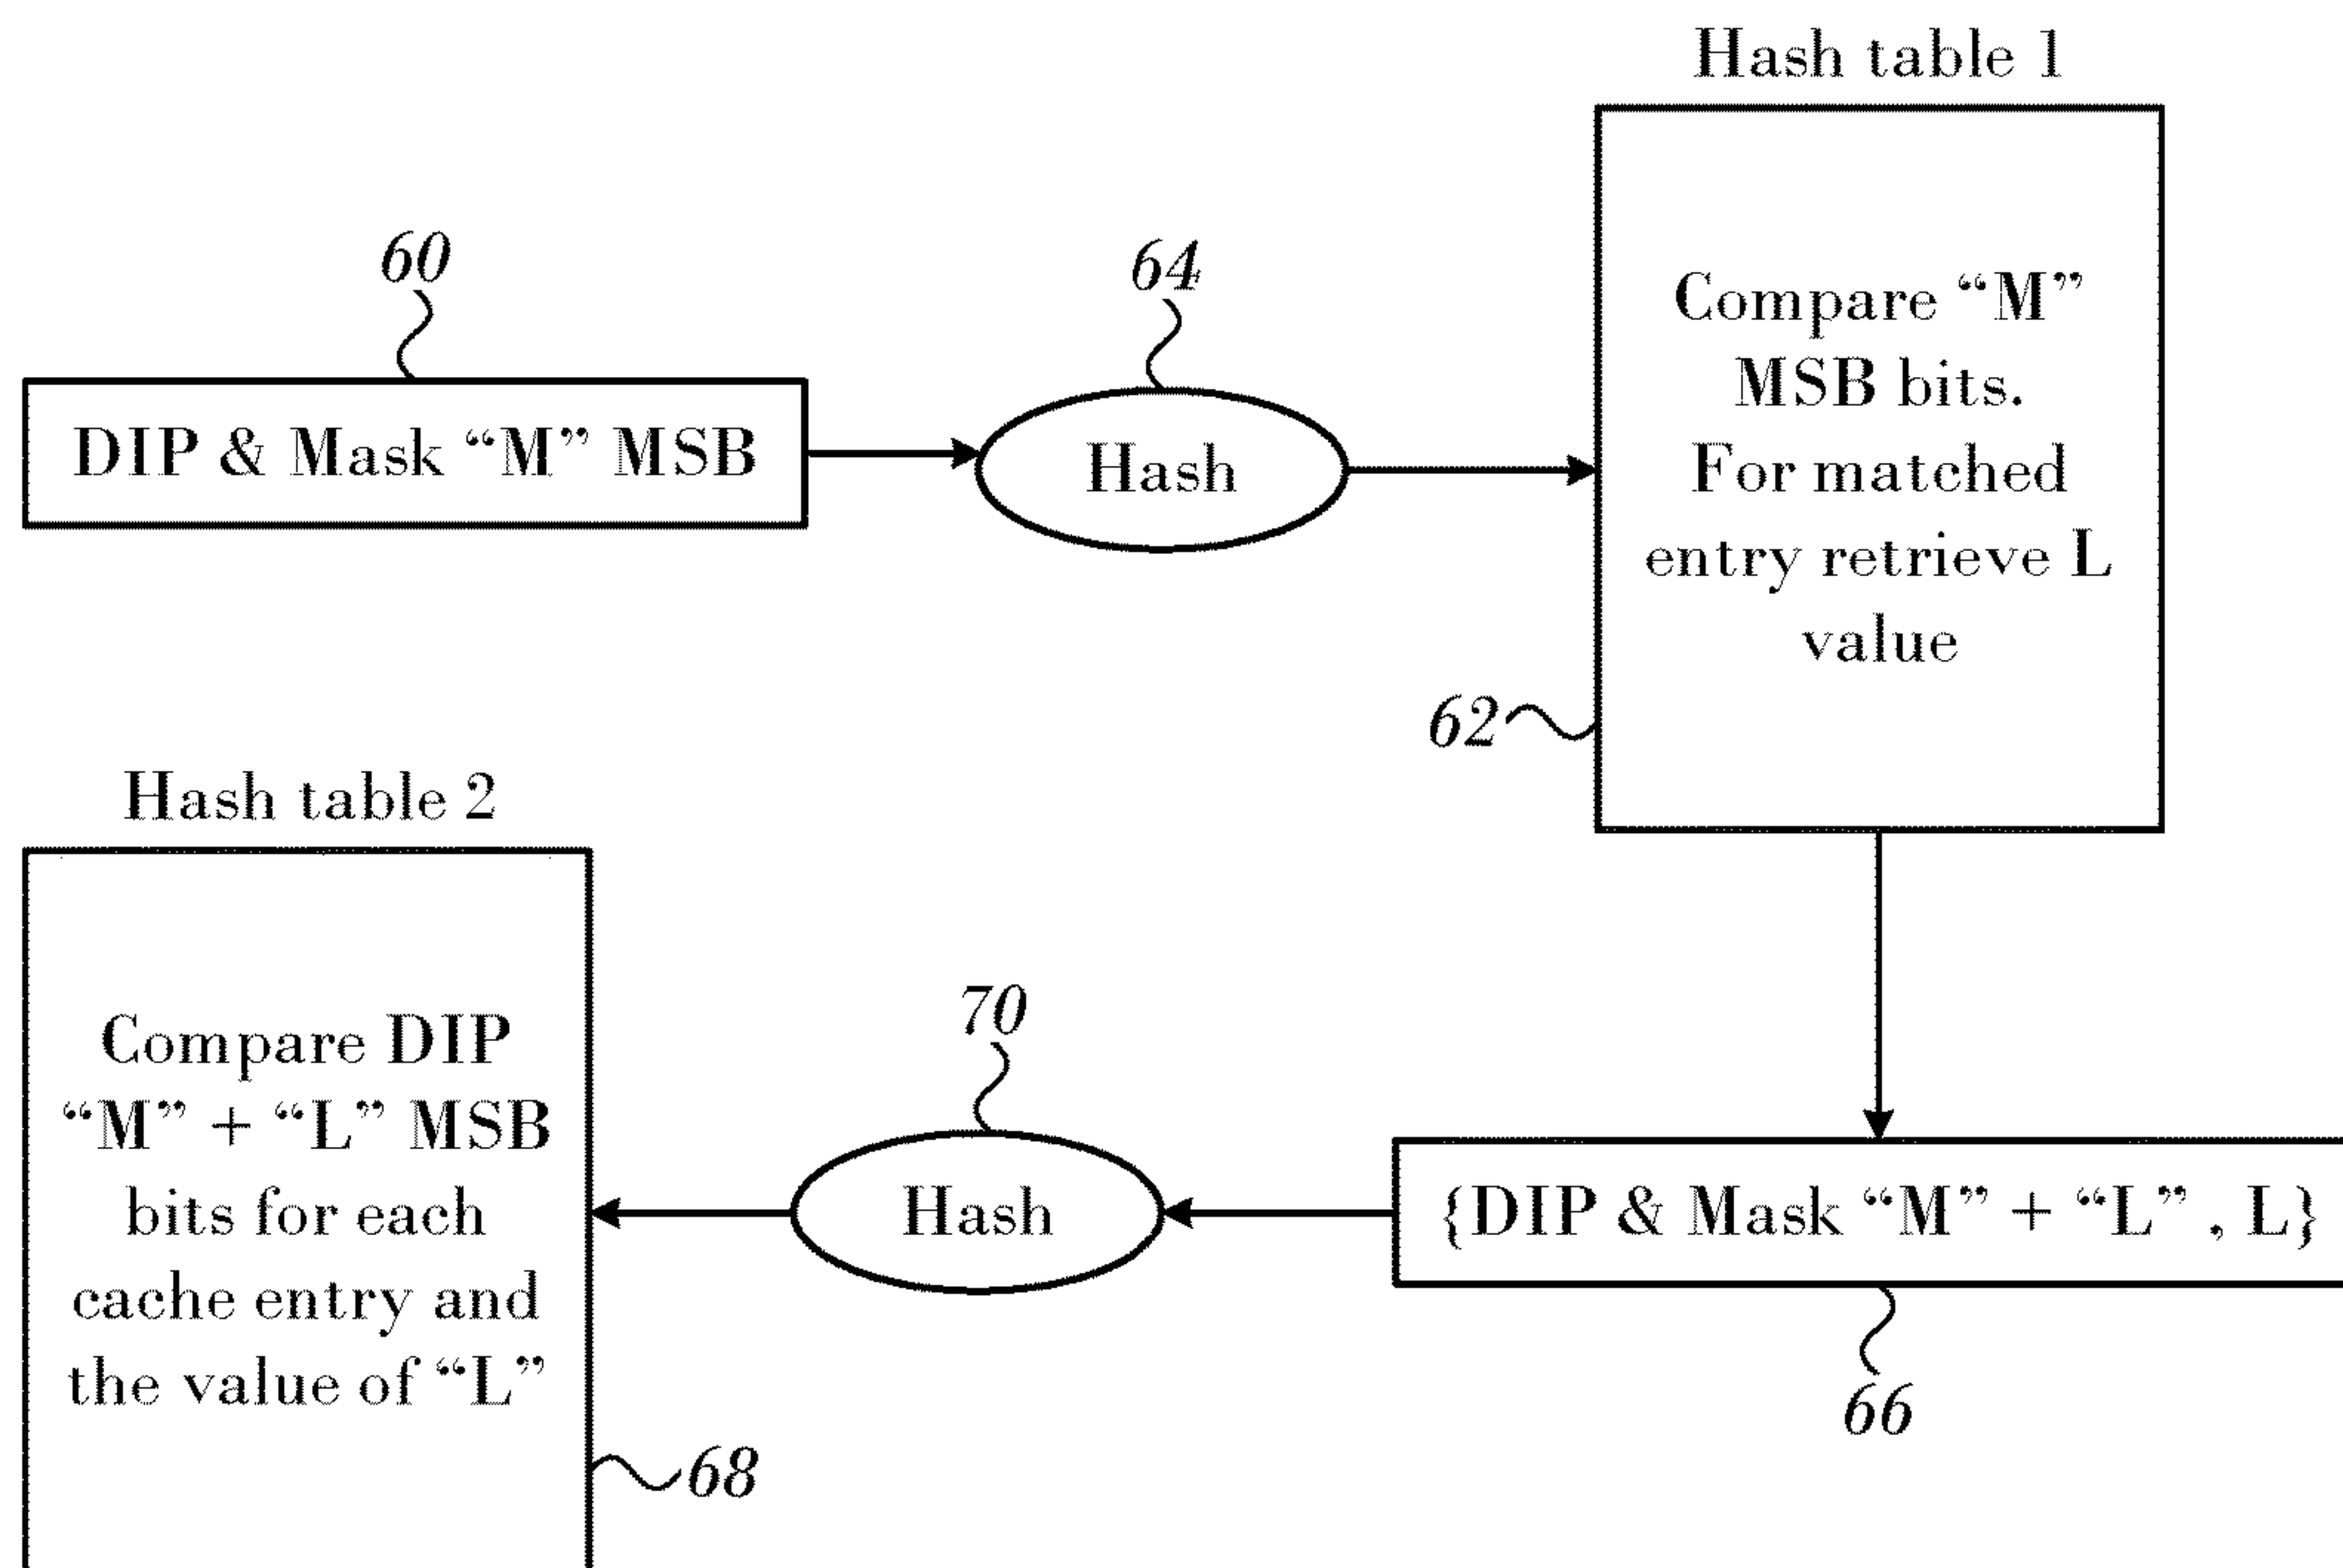 Hash table 1
60
64
DIP & Mask “M” MSB
Hash
Compare “M”
MSB bits.
For matched
entry retrieve L
value
62
Hash table 2
70
Compare DIP
“M” + “L” MSB
bits for each
cache entry and
the value of “L”
Hash
{DIP & Mask “M” + “L” , L}
66
68